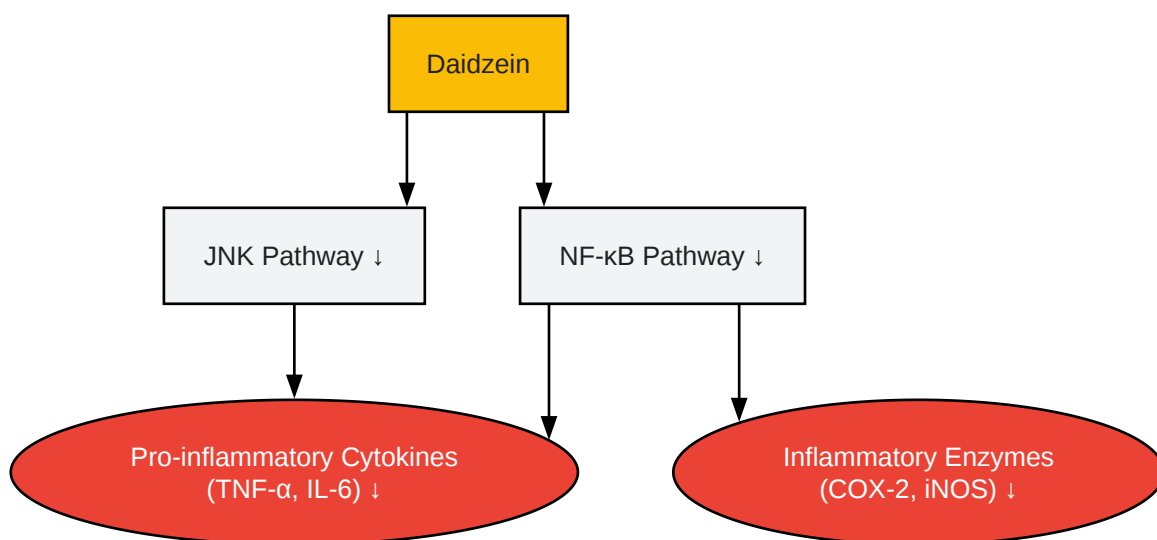 Daidzein
JNK Pathway ↓
NF-κB Pathway ↓
Pro-inflammatory Cytokines
(TNF-α, IL-6) ↓
Inflammatory Enzymes
(COX-2, iNOS) ↓